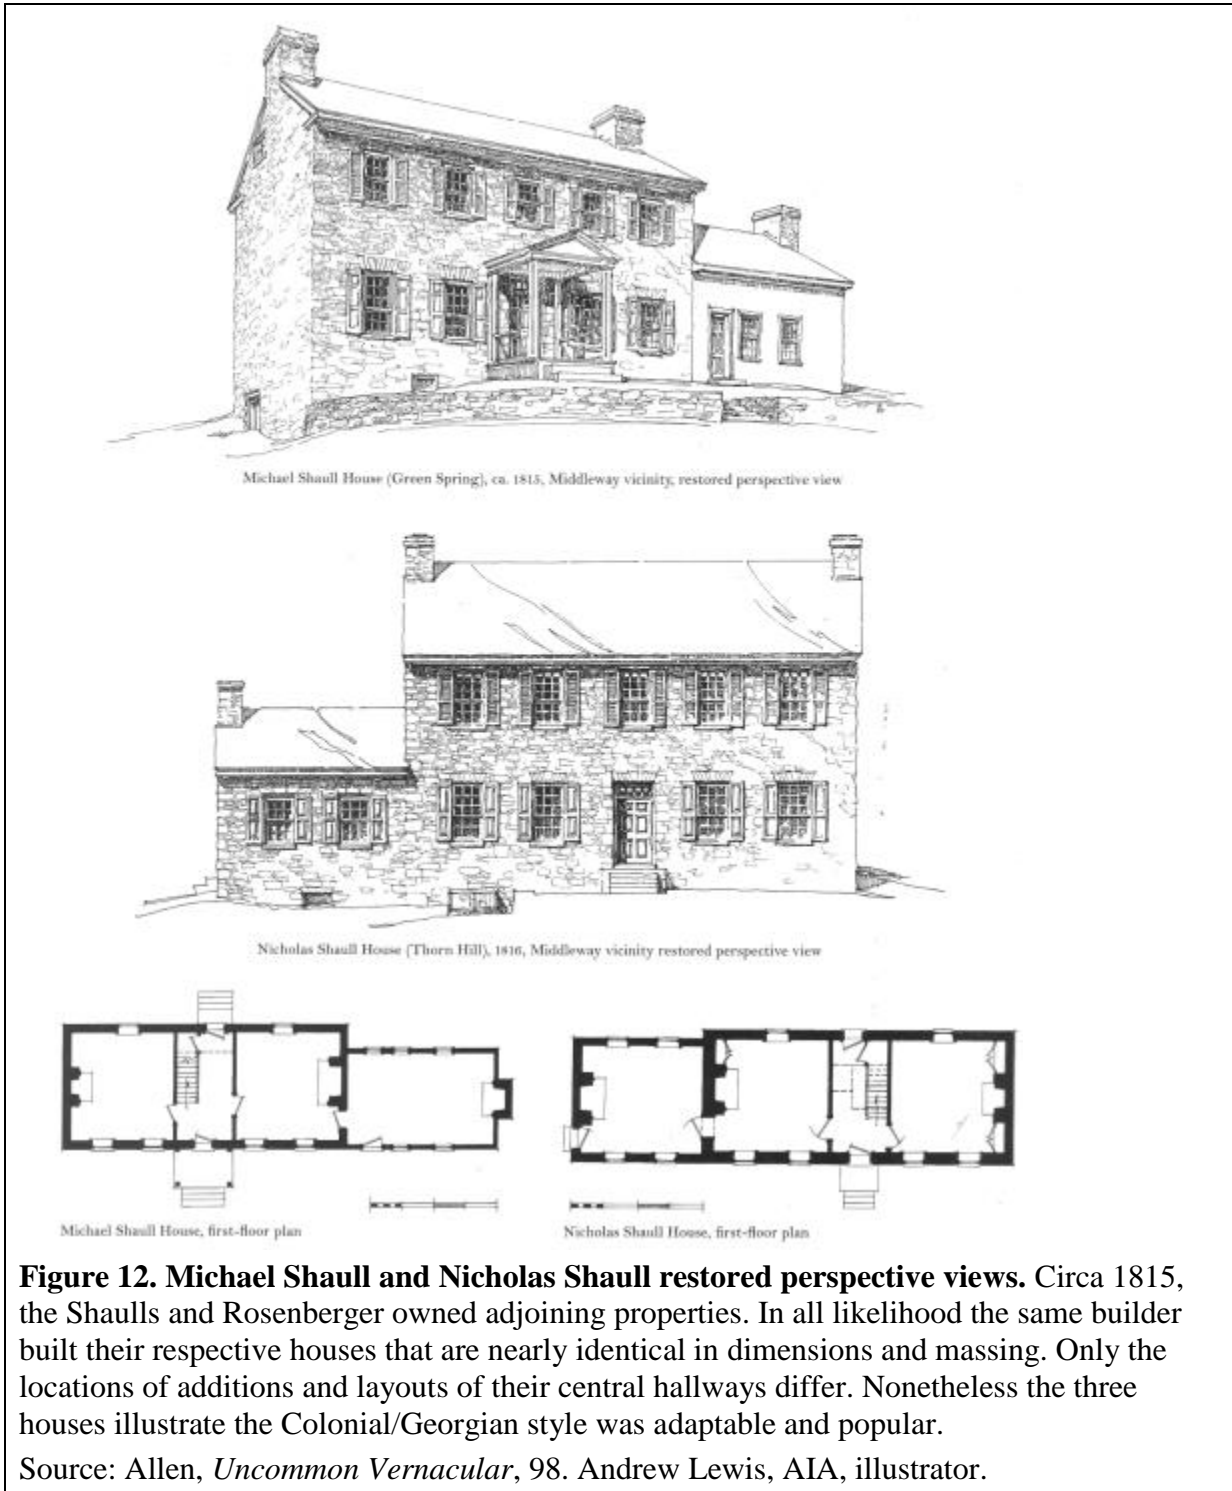 Michael Shaull House (Green Spring), ca. 1815, Middleway vicinity, restored perspective view
Nicholas Shaull House (Thorn Hill), 1816, Middleway vicinity restored perspective view
Michael Shaull House, first-floor plan
Nicholas Shaull House, first-floor plan
Figure 12. Michael Shaull and Nicholas Shaull restored perspective views. Circa 1815,
the Shaulls and Rosenberger owned adjoining properties. In all likelihood the same builder
built their respective houses that are nearly identical in dimensions and massing. Only the
locations of additions and layouts of their central hallways differ. Nonetheless the three
houses illustrate the Colonial/Georgian style was adaptable and popular.
Source: Allen, Uncommon Vernacular, 98. Andrew Lewis, AIA, illustrator.